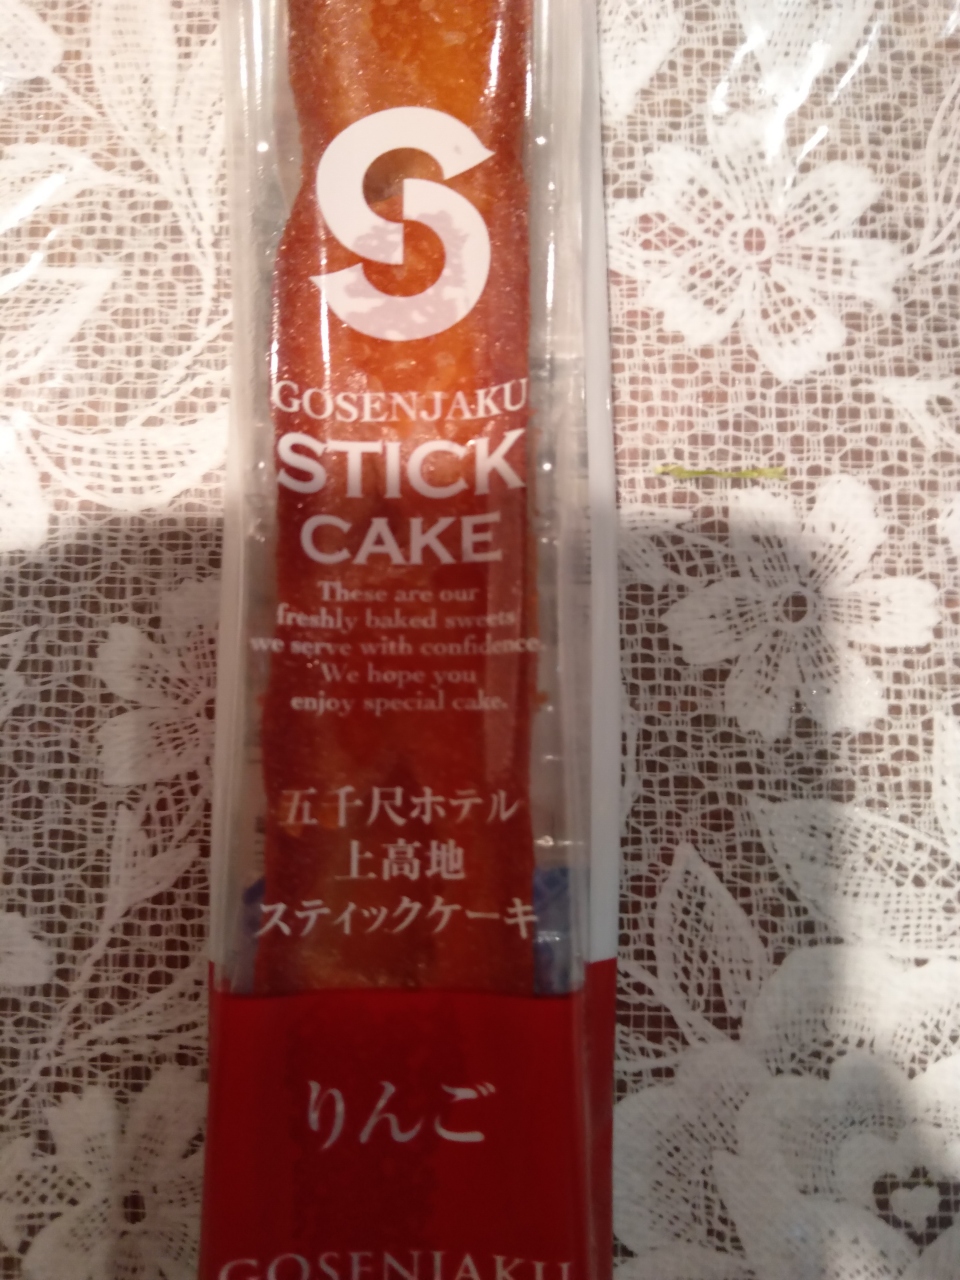 S
GOSENJAKU
STICK
CAKE
These are our
freshly baked sweets
we serve with confidence.
We hope you
enjoy special cake.
五千尺ホテル
上高地
スティックケーキ
りんご
GOSENJAKU